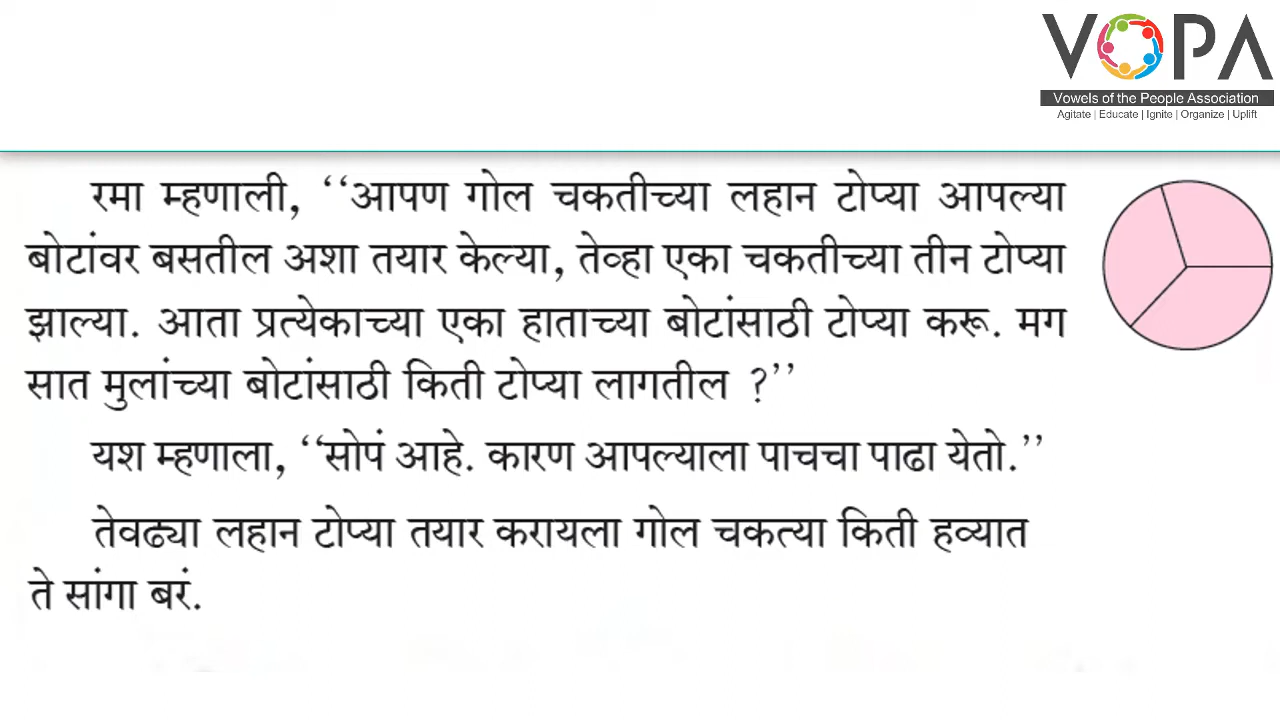 VOPA
Vowels of the People Association
Agitate | Educate | Ignite | Organize | Uplift
रमा म्हणाली, ‘‘आपण गोल चकतीच्या लहान टोप्या आपल्या
बोटांवर बसतील अशा तयार केल्या, तेव्हा एका चकतीच्या तीन टोप्या
झाल्या. आता प्रत्येकाच्या एका हाताच्या बोटांसाठी टोप्या करू. मग
सात मुलांच्या बोटांसाठी किती टोप्या लागतील ?’’
यश म्हणाला, ‘‘सोपं आहे. कारण आपल्याला पाचचा पाढा येतो.’’
तेवढ्या लहान टोप्या तयार करायला गोल चकत्या किती हव्यात
ते सांगा बरं.